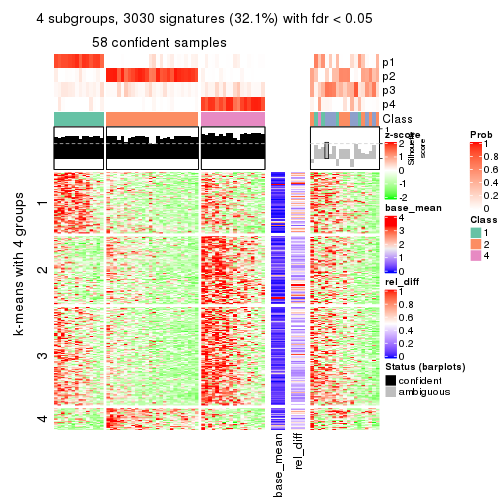 4 subgroups, 3030 signatures (32.1%) with fdr < 0.05
58 confident samples
p1
p2
p3
p4
Class
1
Silhouette
score
k-means with 4 groups
1
2
3
4
base_mean
rel_diff
z-score
2
1
0
-1
-2
base_mean
4
3
2
1
0
rel_diff
1
0.8
0.6
0.4
0.2
0
Status (barplots)
confident
ambiguous
Prob
1
0.8
0.6
0.4
0.2
0
Class
1
2
4